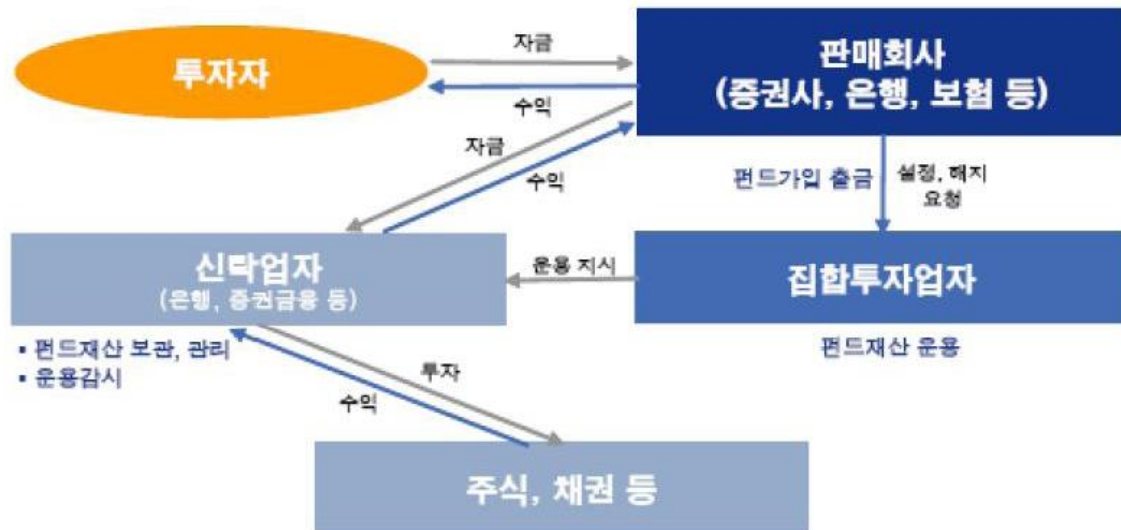 투자자
자금
수익
판매회사
(증권사, 은행, 보험 등)
자금
수익
펀드가입 출금
설정, 해지
요청
신탁업자
(은행, 증권금융 등)
운용 지시
집합투자업자
▪ 펀드재산 보관, 관리
▪ 운용감시
펀드재산 운용
투자
수익
주식, 채권 등